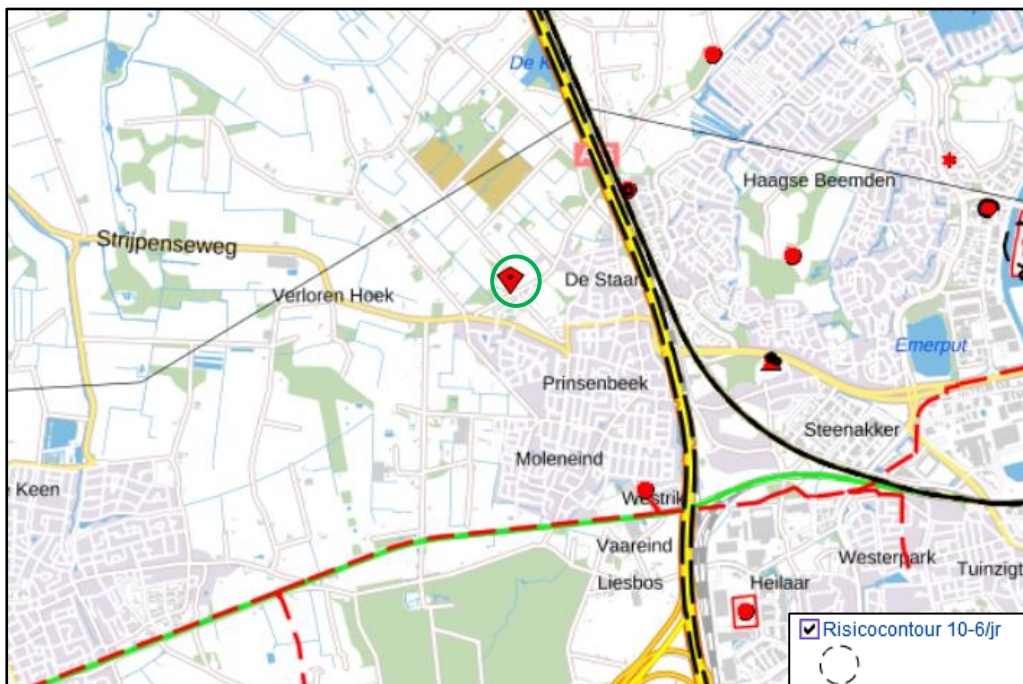 De K
A
Haagse Beemden
Strijpenseweg
De Staart
Verloren Hoek
Emerput
Prinsenbeek
Steenakker
Moleneind
Keen
Westrik
Vaareind
Westerpark
Tuinzigt
Liesbos
Heilaar
Risicocontour 10-6/jr